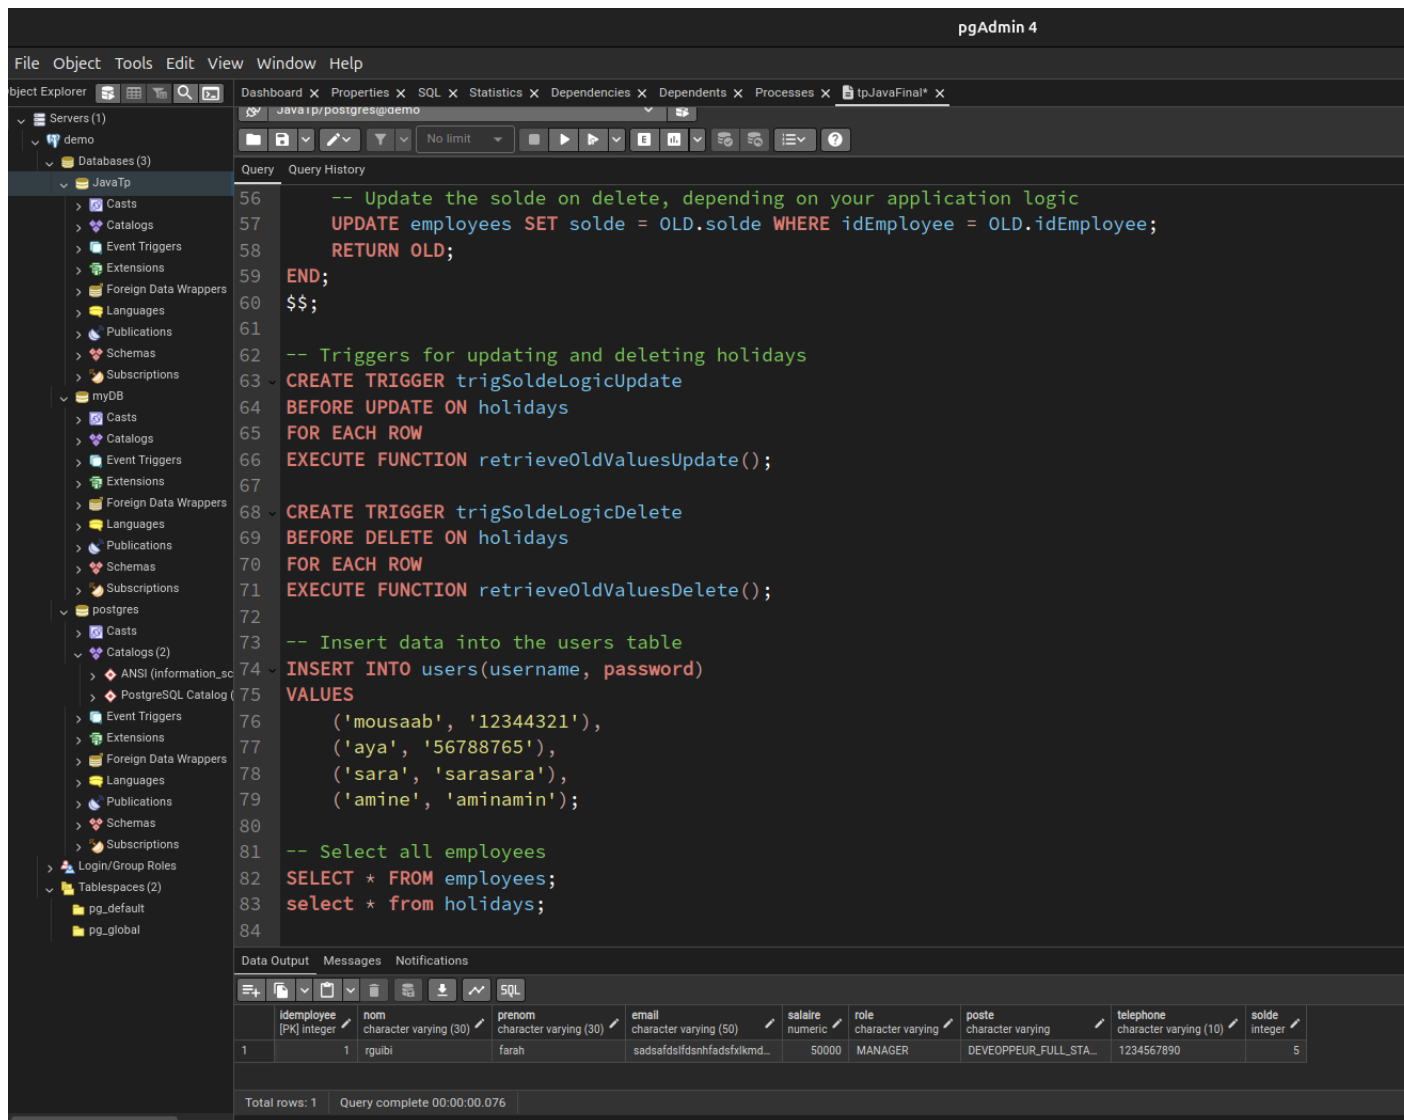 pgAdmin 4
File Object Tools Edit View Window Help
bject Explorer
Dashboard Properties SQL Statistics Dependencies Dependents Processes tpJavaFinal*
Servers (1)
demo
Databases (3)
JavaTp
Casts
Catalogs
Event Triggers
Extensions
Foreign Data Wrappers
Languages
Publications
Schemas
Subscriptions
myDB
Casts
Catalogs
Event Triggers
Extensions
Foreign Data Wrappers
Languages
Publications
Schemas
Subscriptions
postgres
Casts
Catalogs (2)
ANSI (information_sc
PostgreSQL Catalog (
Event Triggers
Extensions
Foreign Data Wrappers
Languages
Publications
Schemas
Subscriptions
Login/Group Roles
Tablespaces (2)
pg_default
pg_global
JavaTp/postgres@demo
No limit
E
Query Query History
56 -- Update the solde on delete, depending on your application logic
57 UPDATE employees SET solde = OLD.solde WHERE idEmployee = OLD.idEmployee;
58 RETURN OLD;
59 END;
60 $$;
61
62 -- Triggers for updating and deleting holidays
63 CREATE TRIGGER trigSoldeLogicUpdate
64 BEFORE UPDATE ON holidays
65 FOR EACH ROW
66 EXECUTE FUNCTION retrieveOldValuesUpdate();
67
68 CREATE TRIGGER trigSoldeLogicDelete
69 BEFORE DELETE ON holidays
70 FOR EACH ROW
71 EXECUTE FUNCTION retrieveOldValuesDelete();
72
73 -- Insert data into the users table
74 INSERT INTO users(username, password)
75 VALUES
76 ('mousaab', '12344321'),
77 ('aya', '56788765'),
78 ('sara', 'sarasara'),
79 ('amine', 'aminamin');
80
81 -- Select all employees
82 SELECT * FROM employees;
83 select * from holidays;
84
Data Output Messages Notifications
SQL
idemployee nom prenom email salaire role poste telephone solde
[PK] integer character varying (30) character varying (30) character varying (50) numeric character varying character varying character varying (10) integer
1 1 rguibi farah sadsafdslfdsnhfadsfxlkmd... 50000 MANAGER DEVEOPPEUR_FULL_STA... 1234567890 5
Total rows: 1 Query complete 00:00:00.076